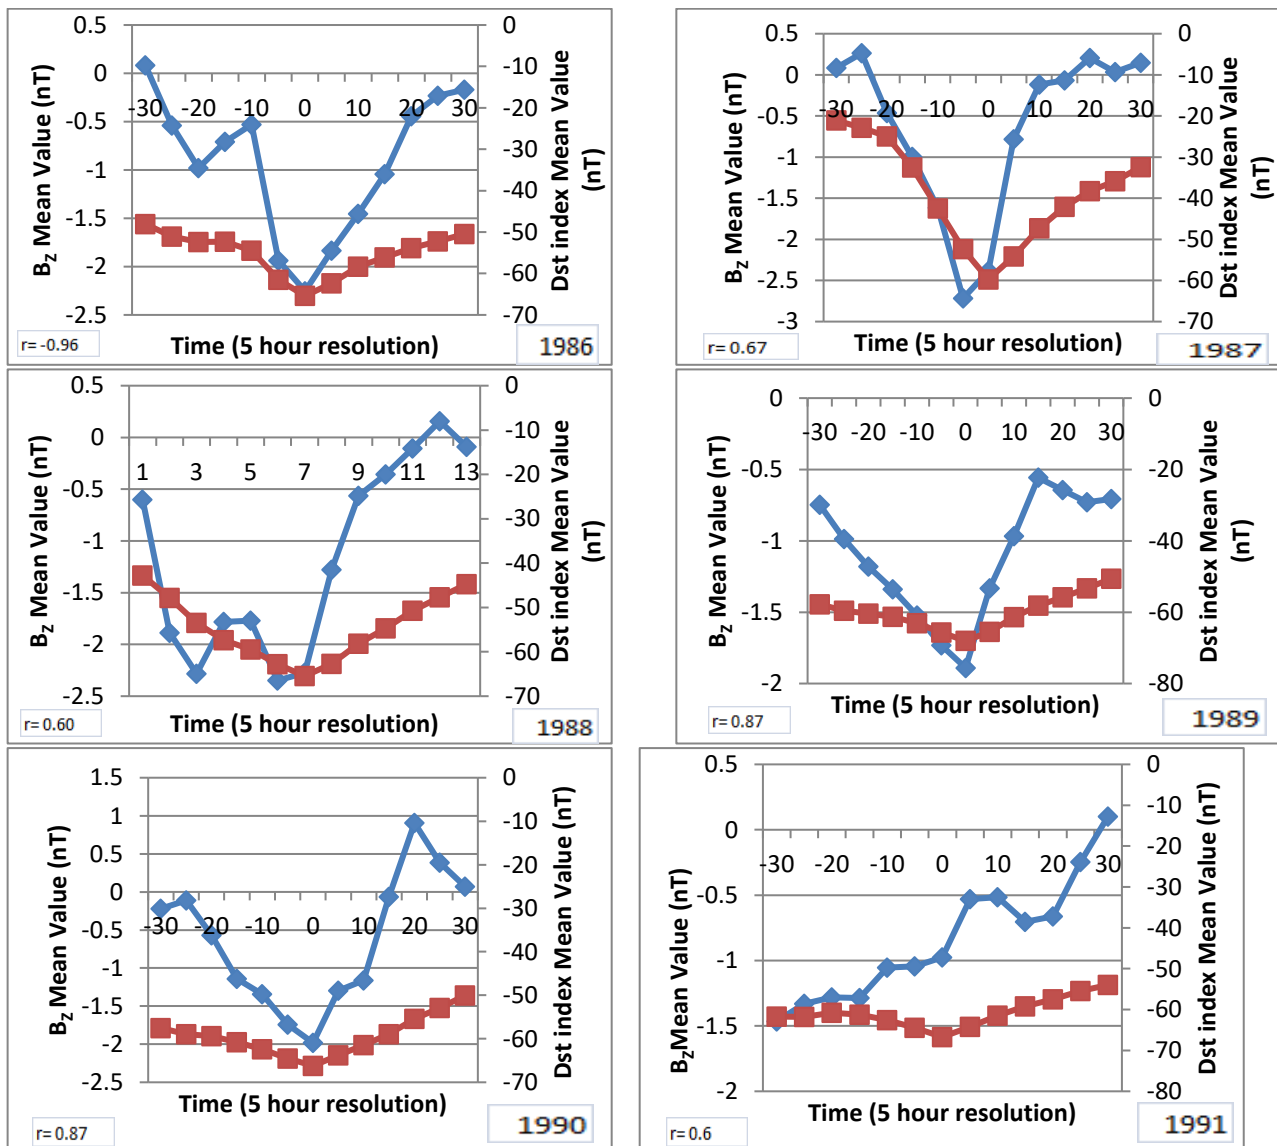 0.5
0
-0.5
-1
-1.5
-2
-2.5
0
-10
-20
-30
-40
-50
-60
-70
-30 -20 -10 0 10 20 30
BZ Mean Value (nT)
Dst index Mean Value
(nT)
Time (5 hour resolution)
r= -0.96
1986
0.5
0
-0.5
-1
-1.5
-2
-2.5
-3
0
-10
-20
-30
-40
-50
-60
-70
-30 -20 -10 0 10 20 30
BZ Mean Value (nT)
Dst index Mean Value
(nT)
Time (5 hour resolution)
r= 0.67
1987
0.5
0
-0.5
-1
-1.5
-2
-2.5
0
-10
-20
-30
-40
-50
-60
-70
1 3 5 7 9 11 13
BZ Mean Value (nT)
Dst index Mean Value
(nT)
Time (5 hour resolution)
r= 0.60
1988
0
-0.5
-1
-1.5
-2
0
-20
-40
-60
-80
-30 -20 -10 0 10 20 30
BZ Mean Value (nT)
Dst index Mean Value
(nT)
Time (5 hour resolution)
r= 0.87
1989
1.5
1
0.5
0
-0.5
-1
-1.5
-2
-2.5
0
-10
-20
-30
-40
-50
-60
-70
-30 -20 -10 0 10 20 30
BZ Mean Value (nT)
Dst index Mean Value (nT)
Time (5 hour resolution)
r= 0.87
1990
0.5
0
-0.5
-1
-1.5
-2
0
-10
-20
-30
-40
-50
-60
-70
-80
-30 -20 -10 0 10 20 30
BZMean Value (nT)
Dst index Mean Value (nT)
Time (5 hour resolution)
r= 0.6
1991